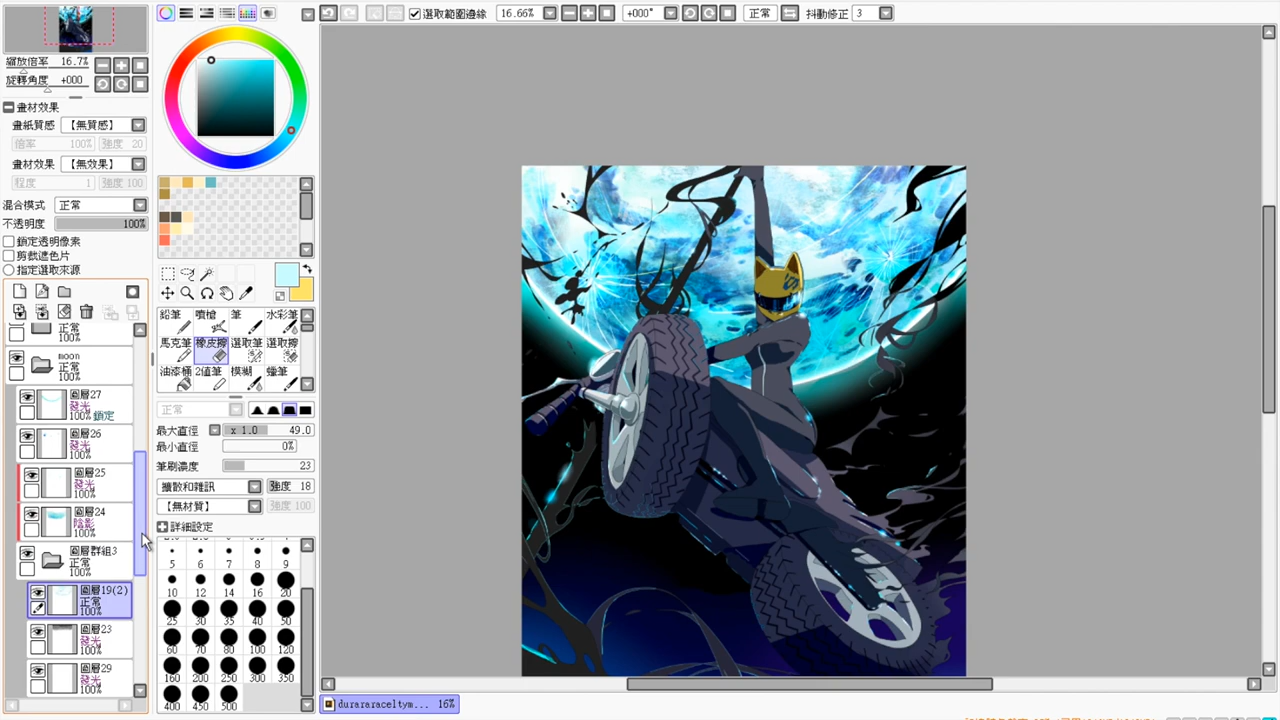 選取範圍邊緣 16.66% +000 正常 抖動修正 3
縮放倍率 16.7%
旋轉角度 +000
畫材效果
畫紙質感 【無質感】
倍率 100% 強度 20
畫材效果 【無效果】
程度 1 強度 100
混合模式 正常
不透明度 100%
鎖定透明像素
剪裁遮色片
指定選取來源
正常
100%
moon
正常
100%
圖層27
發光
100% 鎖定
圖層26
發光
100%
圖層25
發光
100%
圖層24
陰影
100%
圖層群組3
正常
100%
圖層19(2)
正常
100%
圖層23
發光
100%
圖層29
發光
100%
鉛筆 噴槍 筆 水彩筆
馬克筆 橡皮擦 選取筆 選取擦
油漆桶 2值筆 模糊 蠟筆
正常
最大直徑 x 1.0 49.0
最小直徑 0%
筆刷濃度 23
擴散和雜訊 強度 18
【無材質】 強度 100
詳細設定
5 6 7 8 9
10 12 14 16 20
25 30 35 40 50
60 70 80 100 120
160 200 250 300 350
400 450 500
durararaceltym... 16%